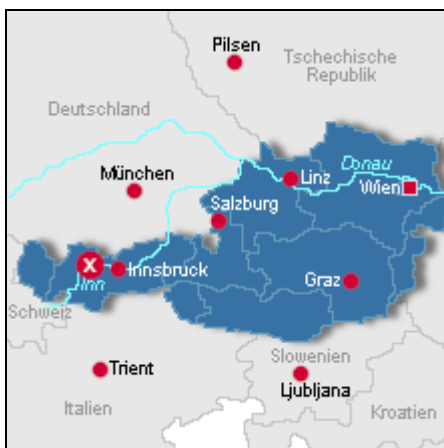 Pilsen
Tschechische
Republik
Deutschland
München
Donau
Linz
Wien
Salzburg
X
Innsbruck
Inn
Graz
Schweiz
Trient
Slowenien
Ljubljana
Italien
Kroatien